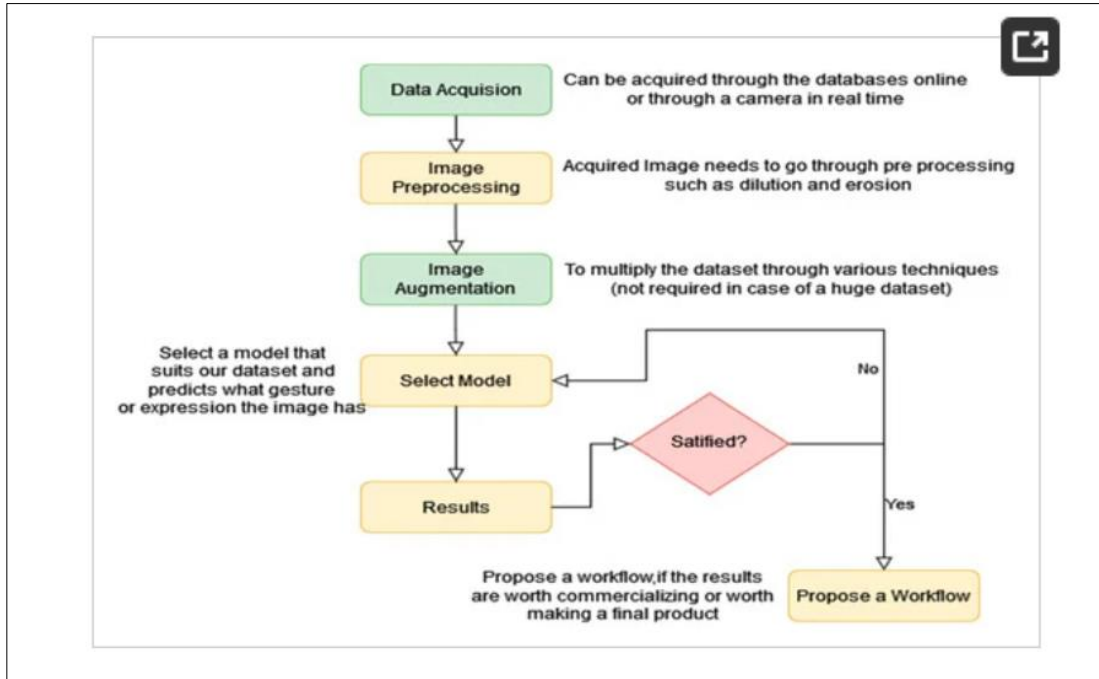 Data Acquision
Can be acquired through the databases online
or through a camera in real time
Image
Preprocessing
Acquired Image needs to go through pre processing
such as dilution and erosion
Image
Augmentation
To multiply the dataset through various techniques
(not required in case of a huge dataset)
Select a model that
suits our dataset and
predicts what gesture
or expression the image has
Select Model
No
Satified?
Results
Yes
Propose a workflow,if the results
are worth commercializing or worth
making a final product
Propose a Workflow